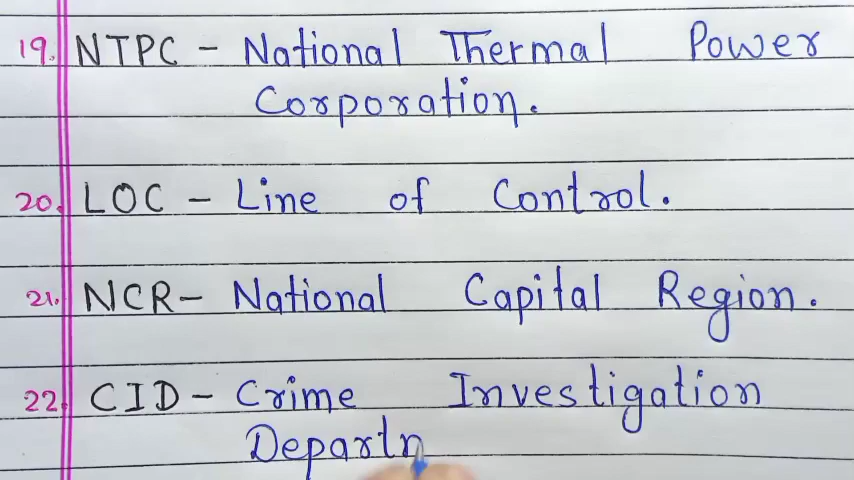 19. NTPC - National Thermal Power
Corporation.
20. LOC - Line of Control.
21. NCR - National Capital Region.
22. CID - Crime Investigation
Departn